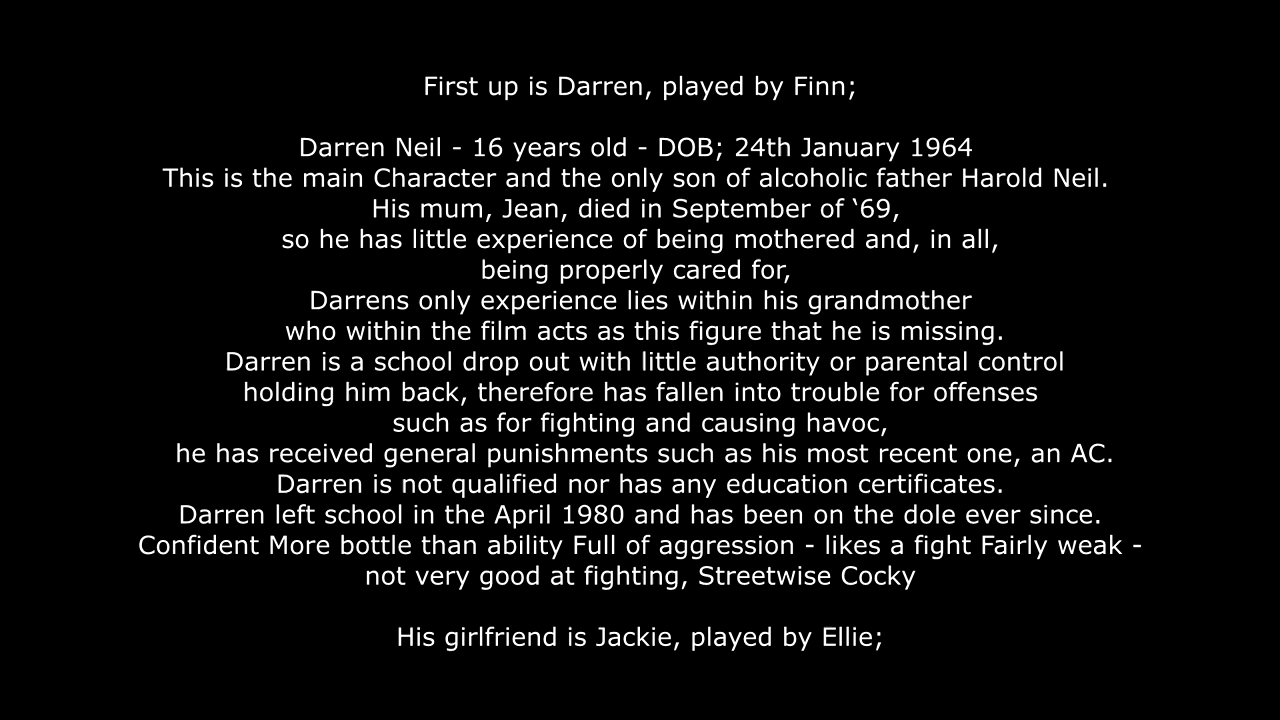 First up is Darren, played by Finn;
Darren Neil - 16 years old - DOB; 24th January 1964
This is the main Character and the only son of alcoholic father Harold Neil.
His mum, Jean, died in September of ‘69,
so he has little experience of being mothered and, in all,
being properly cared for,
Darrens only experience lies within his grandmother
who within the film acts as this figure that he is missing.
Darren is a school drop out with little authority or parental control
holding him back, therefore has fallen into trouble for offenses
such as for fighting and causing havoc,
he has received general punishments such as his most recent one, an AC.
Darren is not qualified nor has any education certificates.
Darren left school in the April 1980 and has been on the dole ever since.
Confident More bottle than ability Full of aggression - likes a fight Fairly weak -
not very good at fighting, Streetwise Cocky
His girlfriend is Jackie, played by Ellie;